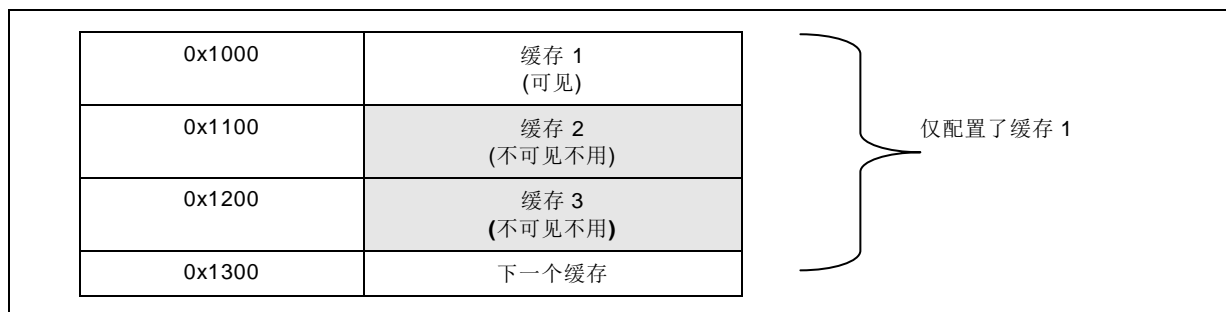 0x1000
缓存 1
(可见)
0x1100
缓存 2
(不可见不用)
0x1200
缓存 3
(不可见不用)
0x1300
下一个缓存
仅配置了缓存 1